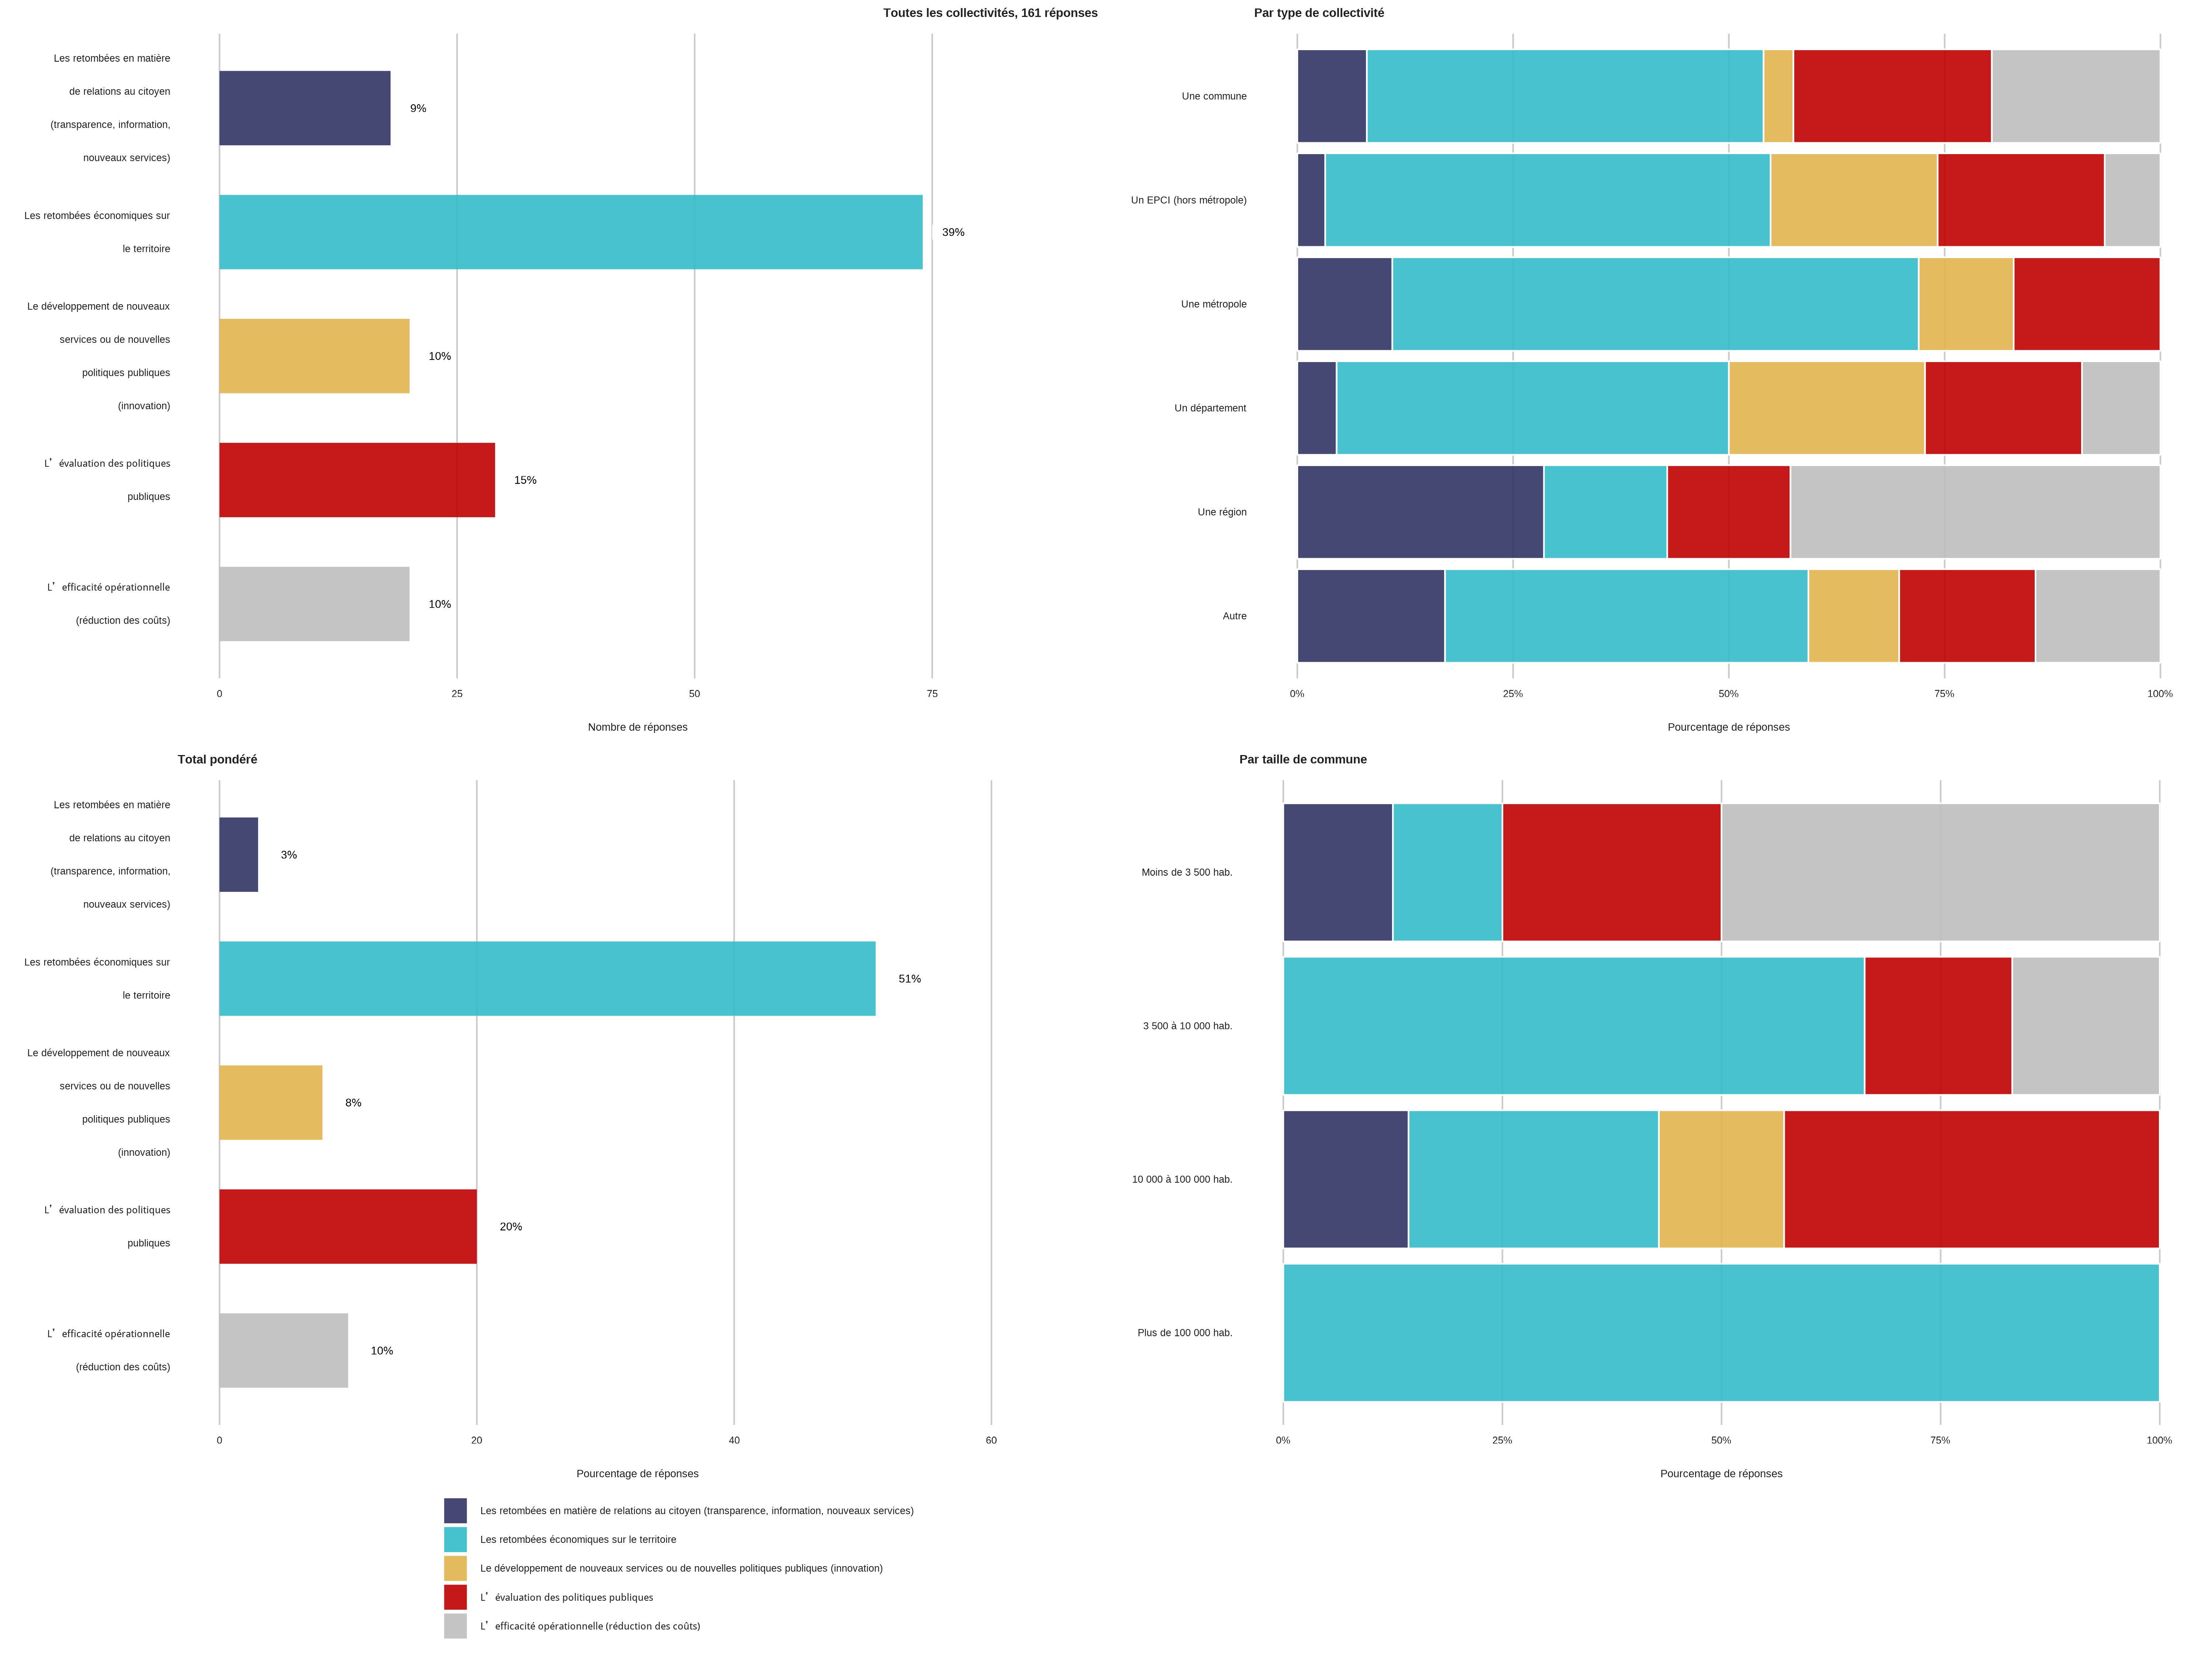 Toutes les collectivités, 161 réponses
Les retombées en matière
de relations au citoyen
(transparence, information,
nouveaux services)
9%
Les retombées économiques sur
le territoire
39%
Le développement de nouveaux
services ou de nouvelles
politiques publiques
(innovation)
10%
L’évaluation des politiques
publiques
15%
L’efficacité opérationnelle
(réduction des coûts)
10%
0 25 50 75
Nombre de réponses
Par type de collectivité
Une commune
Un EPCI (hors métropole)
Une métropole
Un département
Une région
Autre
0% 25% 50% 75% 100%
Pourcentage de réponses
Total pondéré
Les retombées en matière
de relations au citoyen
(transparence, information,
nouveaux services)
3%
Les retombées économiques sur
le territoire
51%
Le développement de nouveaux
services ou de nouvelles
politiques publiques
(innovation)
8%
L’évaluation des politiques
publiques
20%
L’efficacité opérationnelle
(réduction des coûts)
10%
0 20 40 60
Pourcentage de réponses
Par taille de commune
Moins de 3 500 hab.
3 500 à 10 000 hab.
10 000 à 100 000 hab.
Plus de 100 000 hab.
0% 25% 50% 75% 100%
Pourcentage de réponses
Les retombées en matière de relations au citoyen (transparence, information, nouveaux services)
Les retombées économiques sur le territoire
Le développement de nouveaux services ou de nouvelles politiques publiques (innovation)
L’évaluation des politiques publiques
L’efficacité opérationnelle (réduction des coûts)